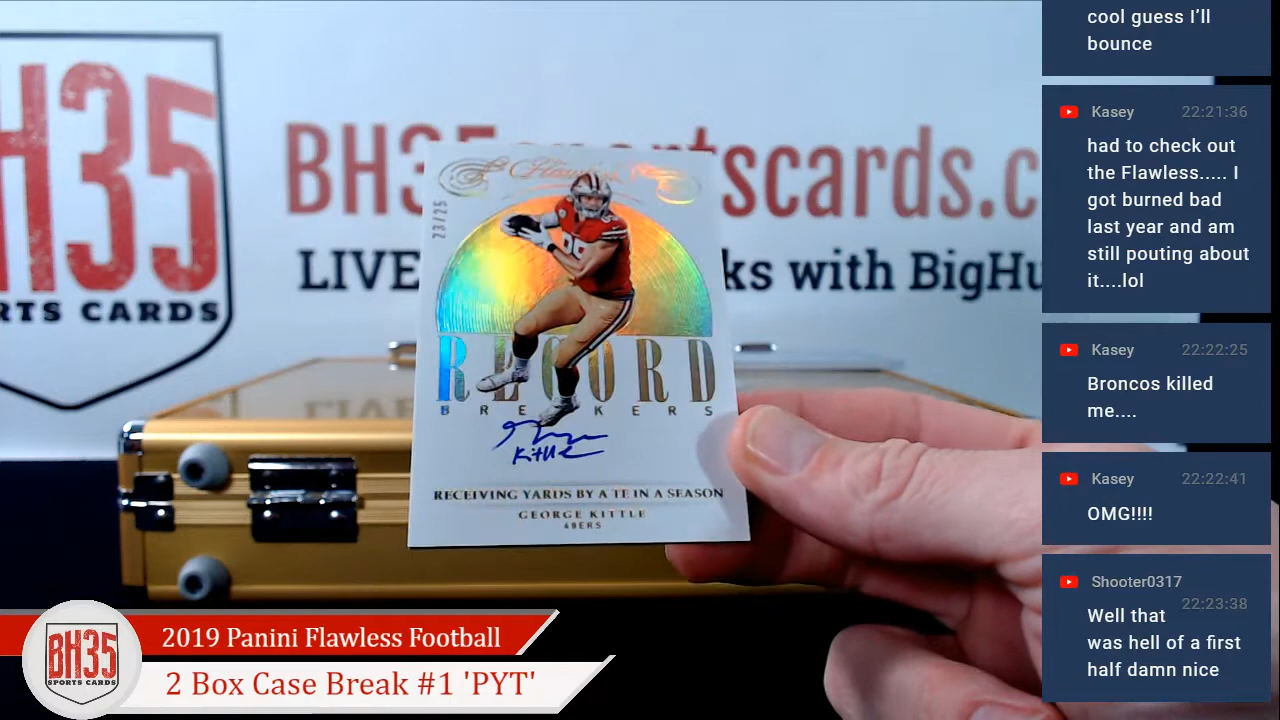 BH35
SPORTS CARDS
BH35 sportscards.c
LIVE
ks with BigHu
Flawless
23/25
RECORD
BREAKERS
Kittle
RECEIVING YARDS BY A TE IN A SEASON
GEORGE KITTLE
49ERS
BH35
SPORTS CARDS
2019 Panini Flawless Football
2 Box Case Break #1 'PYT'
cool guess I’ll
bounce
Kasey 22:21:36
had to check out
the Flawless..... I
got burned bad
last year and am
still pouting about
it....lol
Kasey 22:22:25
Broncos killed
me....
Kasey 22:22:41
OMG!!!!
Shooter0317
22:23:38
Well that
was hell of a first
half damn nice